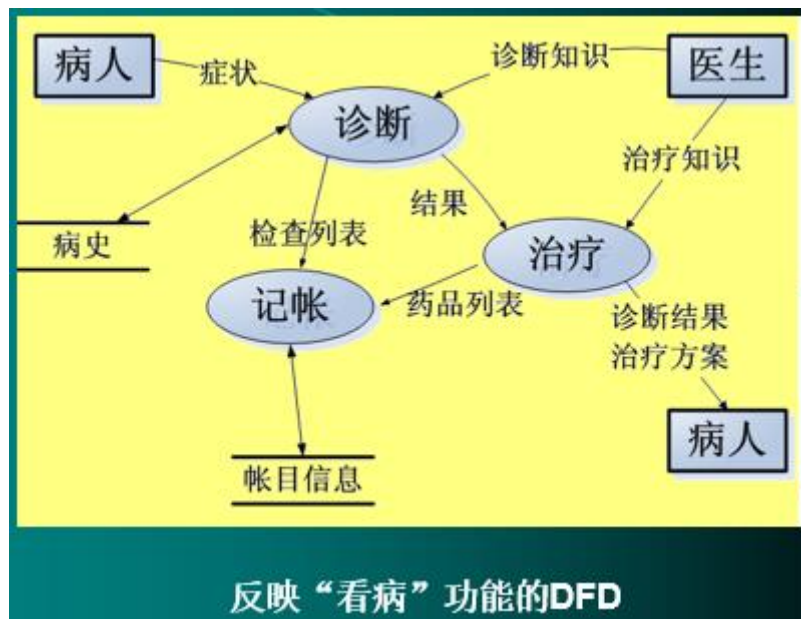 病人
症状
诊断知识
医生
诊断
治疗知识
结果
病史
检查列表
治疗
记帐
药品列表
诊断结果
治疗方案
病人
帐目信息
反映“看病”功能的DFD